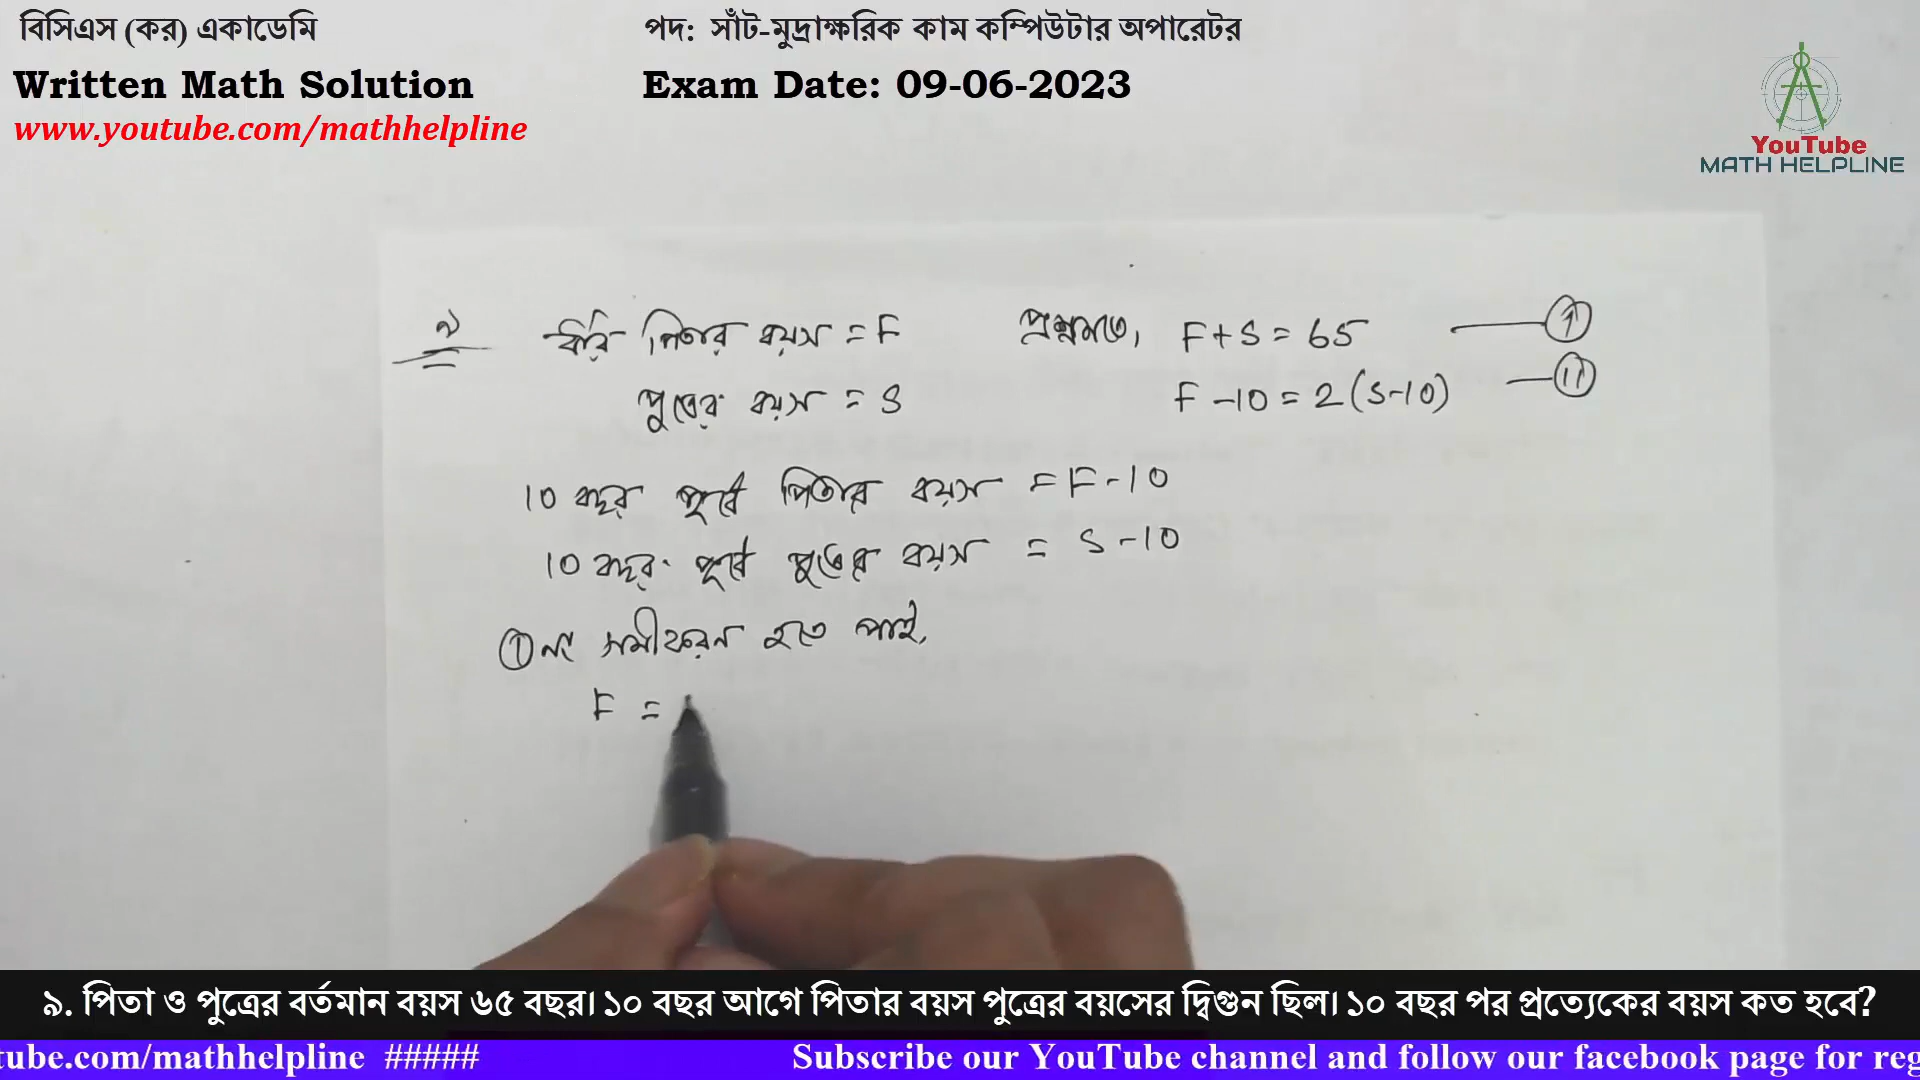 বিসিএস (কর) একাডেমি
পদ: সাঁট-মুদ্রাক্ষরিক কাম কম্পিউটার অপারেটর
Written Math Solution
Exam Date: 09-06-2023
www.youtube.com/mathhelpline
YouTube
MATH HELPLINE
৯
ধরি পিতার বয়স = F
প্রশ্নমতে, F+S = 65 (i)
পুত্রের বয়স = S
F-10 = 2(S-10) (ii)
10 বছর পূর্বে পিতার বয়স = F-10
10 বছর পূর্বে পুত্রের বয়স = S-10
(i) নং সমীকরন হতে পাই,
F =
৯. পিতা ও পুত্রের বর্তমান বয়স ৬৫ বছর। ১০ বছর আগে পিতার বয়স পুত্রের বয়সের দ্বিগুন ছিল। ১০ বছর পর প্রত্যেকের বয়স কত হবে?
tube.com/mathhelpline ##### Subscribe our YouTube channel and follow our facebook page for reg